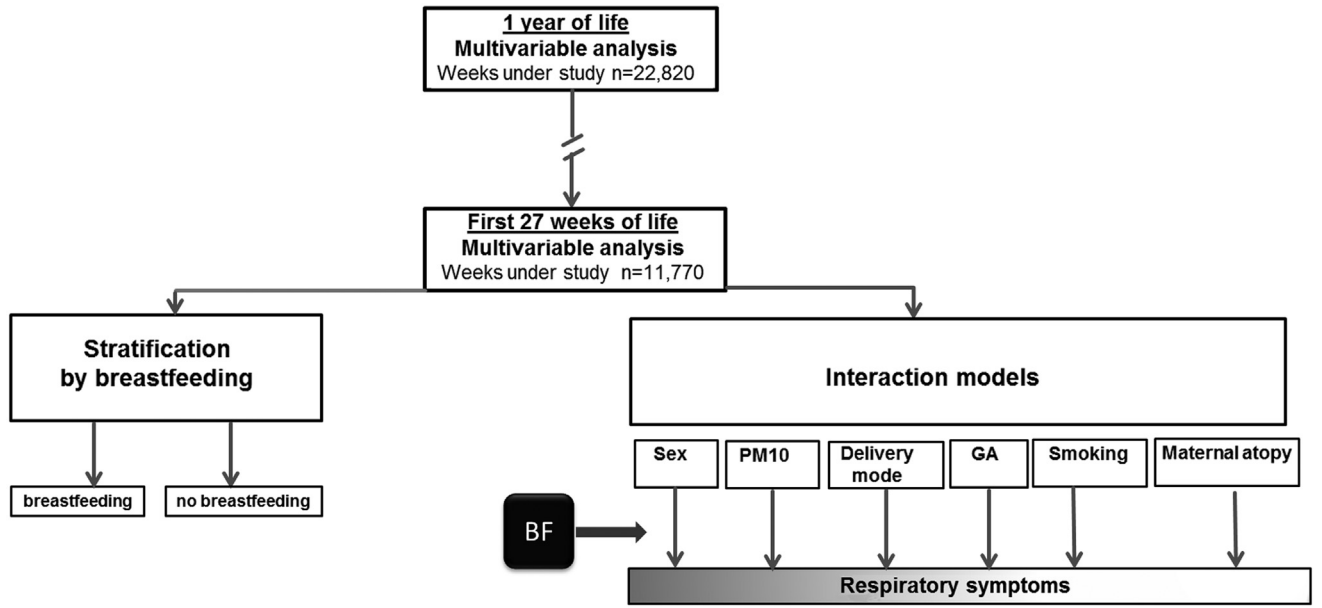 1 year of life
Multivariable analysis
Weeks under study n=22,820
First 27 weeks of life
Multivariable analysis
Weeks under study n=11,770
Stratification
by breastfeeding
breastfeeding
no breastfeeding
Interaction models
Sex
PM10
Delivery
mode
GA
Smoking
Maternal atopy
BF
Respiratory symptoms